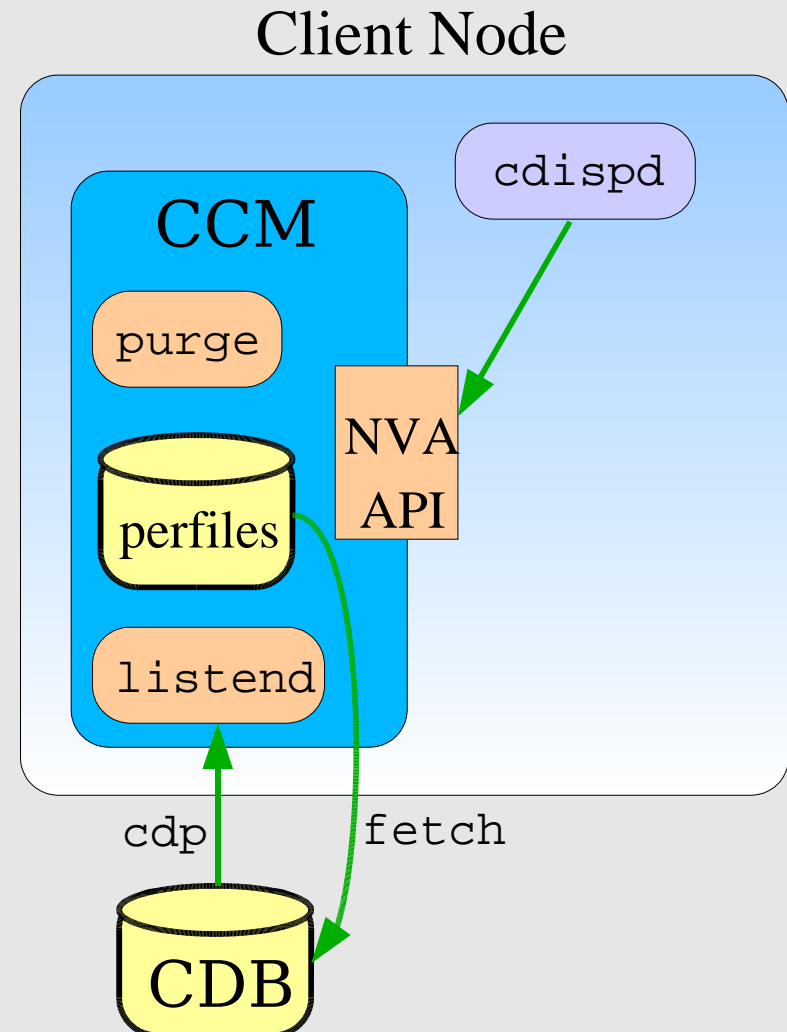 Client Node
cdispd
CCM
purge
NVA
API
perfiles
listend
cdp
fetch
CDB